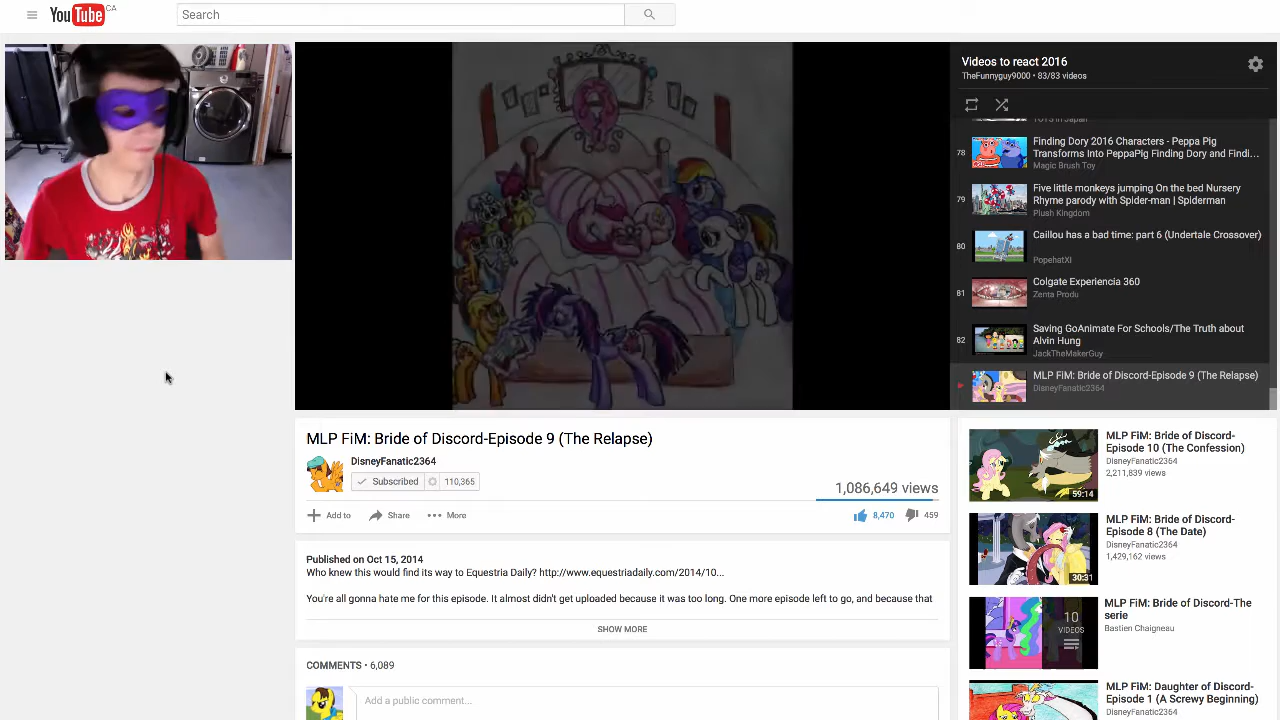 YouTube CA
Search
Videos to react 2016
TheFunnyguy9000 • 83/83 videos
TOYS in Japan
78
Finding Dory 2016 Characters - Peppa Pig
Transforms Into PeppaPig Finding Dory and Findi...
Magic Brush Toy
79
Five little monkeys jumping On the bed Nursery
Rhyme parody with Spider-man | Spiderman
Plush Kingdom
80
Caillou has a bad time: part 6 (Undertale Crossover)
PopehatXI
81
Colgate Experiencia 360
Zenta Produ
82
Saving GoAnimate For Schools/The Truth about
Alvin Hung
JackTheMakerGuy
MLP FiM: Bride of Discord-Episode 9 (The Relapse)
DisneyFanatic2364
MLP FiM: Bride of Discord-Episode 9 (The Relapse)
DisneyFanatic2364
Subscribed 110,365
1,086,649 views
Add to Share More
8,470 459
Published on Oct 15, 2014
Who knew this would find its way to Equestria Daily? http://www.equestriadaily.com/2014/10...
You're all gonna hate me for this episode. It almost didn't get uploaded because it was too long. One more episode left to go, and because that
SHOW MORE
COMMENTS • 6,089
Add a public comment...
MLP FiM: Bride of Discord-
Episode 10 (The Confession)
DisneyFanatic2364
2,211,839 views
59:14
MLP FiM: Bride of Discord-
Episode 8 (The Date)
DisneyFanatic2364
1,429,162 views
30:31
MLP FiM: Bride of Discord-The
serie
Bastien Chaigneau
10
VIDEOS
MLP FiM: Daughter of Discord-
Episode 1 (A Screwy Beginning)
DisneyFanatic2364